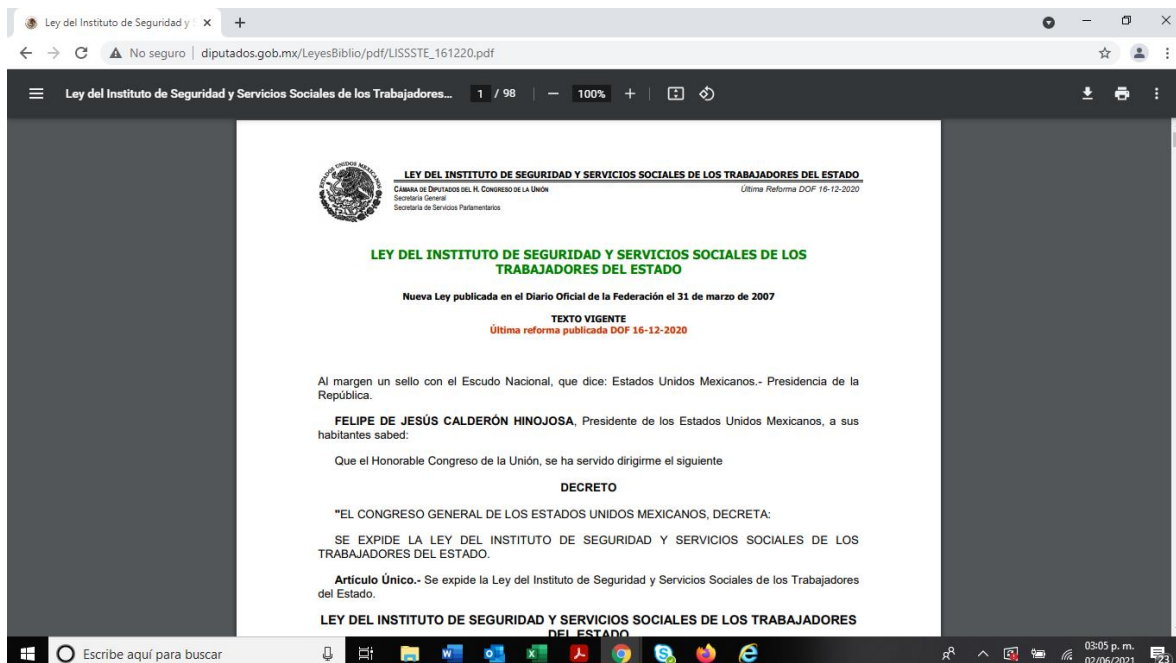 Ley del Instituto de Seguridad y
No seguro | diputados.gob.mx/LeyesBiblio/pdf/LISSSTE_161220.pdf
Ley del Instituto de Seguridad y Servicios Sociales de los Trabajadores... 1 / 98 | − 100% + |
ESTADOS UNIDOS MEXICANOS
LEY DEL INSTITUTO DE SEGURIDAD Y SERVICIOS SOCIALES DE LOS TRABAJADORES DEL ESTADO
CÁMARA DE DIPUTADOS DEL H. CONGRESO DE LA UNIÓN Última Reforma DOF 16-12-2020
Secretaría General
Secretaría de Servicios Parlamentarios
LEY DEL INSTITUTO DE SEGURIDAD Y SERVICIOS SOCIALES DE LOS
TRABAJADORES DEL ESTADO
Nueva Ley publicada en el Diario Oficial de la Federación el 31 de marzo de 2007
TEXTO VIGENTE
Última reforma publicada DOF 16-12-2020
Al margen un sello con el Escudo Nacional, que dice: Estados Unidos Mexicanos.- Presidencia de la
República.
FELIPE DE JESÚS CALDERÓN HINOJOSA, Presidente de los Estados Unidos Mexicanos, a sus
habitantes sabed:
Que el Honorable Congreso de la Unión, se ha servido dirigirme el siguiente
DECRETO
"EL CONGRESO GENERAL DE LOS ESTADOS UNIDOS MEXICANOS, DECRETA:
SE EXPIDE LA LEY DEL INSTITUTO DE SEGURIDAD Y SERVICIOS SOCIALES DE LOS
TRABAJADORES DEL ESTADO.
Artículo Único.- Se expide la Ley del Instituto de Seguridad y Servicios Sociales de los Trabajadores
del Estado.
LEY DEL INSTITUTO DE SEGURIDAD Y SERVICIOS SOCIALES DE LOS TRABAJADORES
DEL ESTADO
Escribe aquí para buscar
03:05 p. m.
02/06/2021